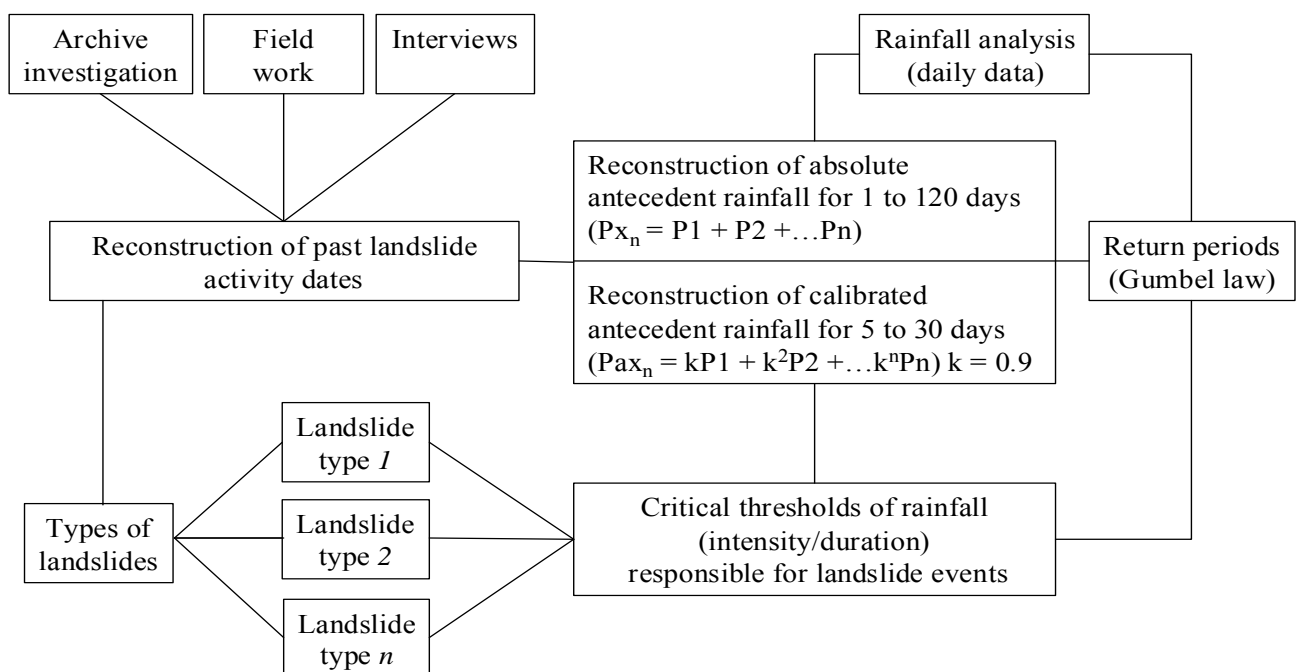 Archive
investigation
Field
work
Interviews
Rainfall analysis
(daily data)
Reconstruction of absolute
antecedent rainfall for 1 to 120 days
(Pxₙ = P1 + P2 +…Pn)
Reconstruction of past landslide
activity dates
Return periods
(Gumbel law)
Reconstruction of calibrated
antecedent rainfall for 5 to 30 days
(Paxₙ = kP1 + k²P2 +…kⁿPn) k = 0.9
Landslide
type 1
Types of
landslides
Landslide
type 2
Critical thresholds of rainfall
(intensity/duration)
responsible for landslide events
Landslide
type n